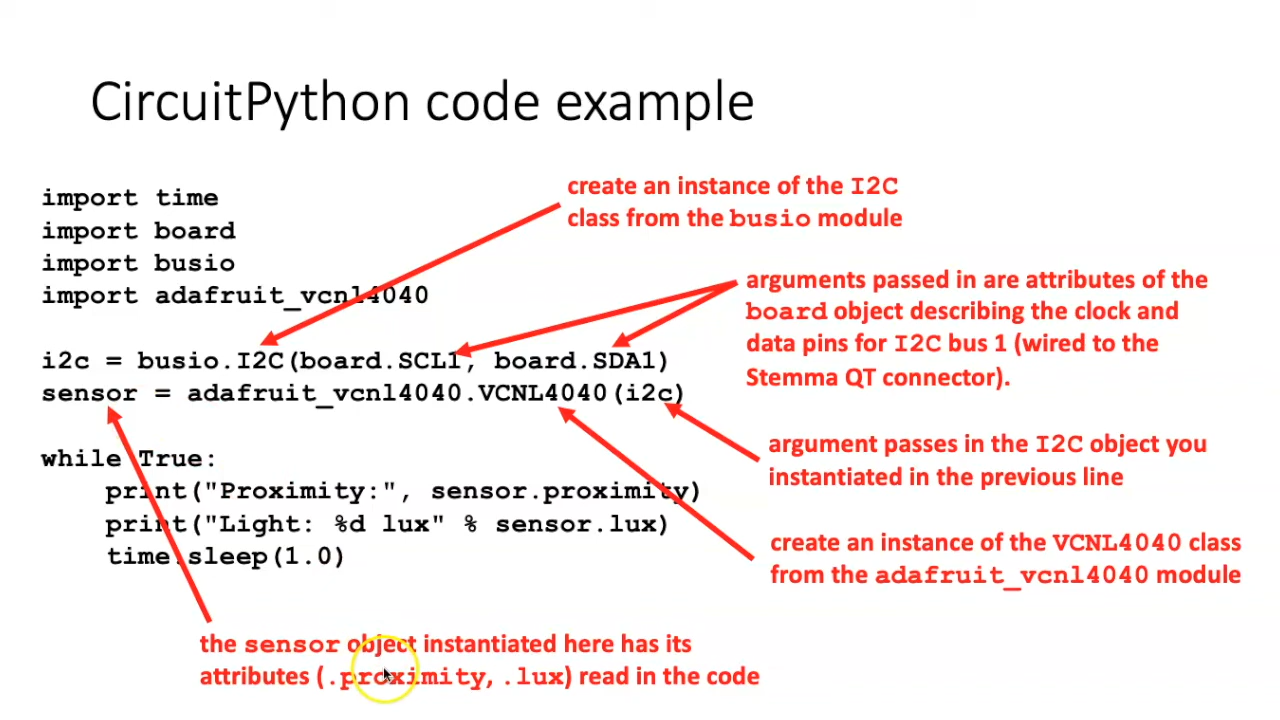 CircuitPython code example
import time
import board
import busio
import adafruit_vcnl4040
i2c = busio.I2C(board.SCL1, board.SDA1)
sensor = adafruit_vcnl4040.VCNL4040(i2c)
while True:
    print("Proximity:", sensor.proximity)
    print("Light: %d lux" % sensor.lux)
    time.sleep(1.0)
create an instance of the I2C
class from the busio module
arguments passed in are attributes of the
board object describing the clock and
data pins for I2C bus 1 (wired to the
Stemma QT connector).
argument passes in the I2C object you
instantiated in the previous line
create an instance of the VCNL4040 class
from the adafruit_vcnl4040 module
the sensor object instantiated here has its
attributes (.proximity, .lux) read in the code